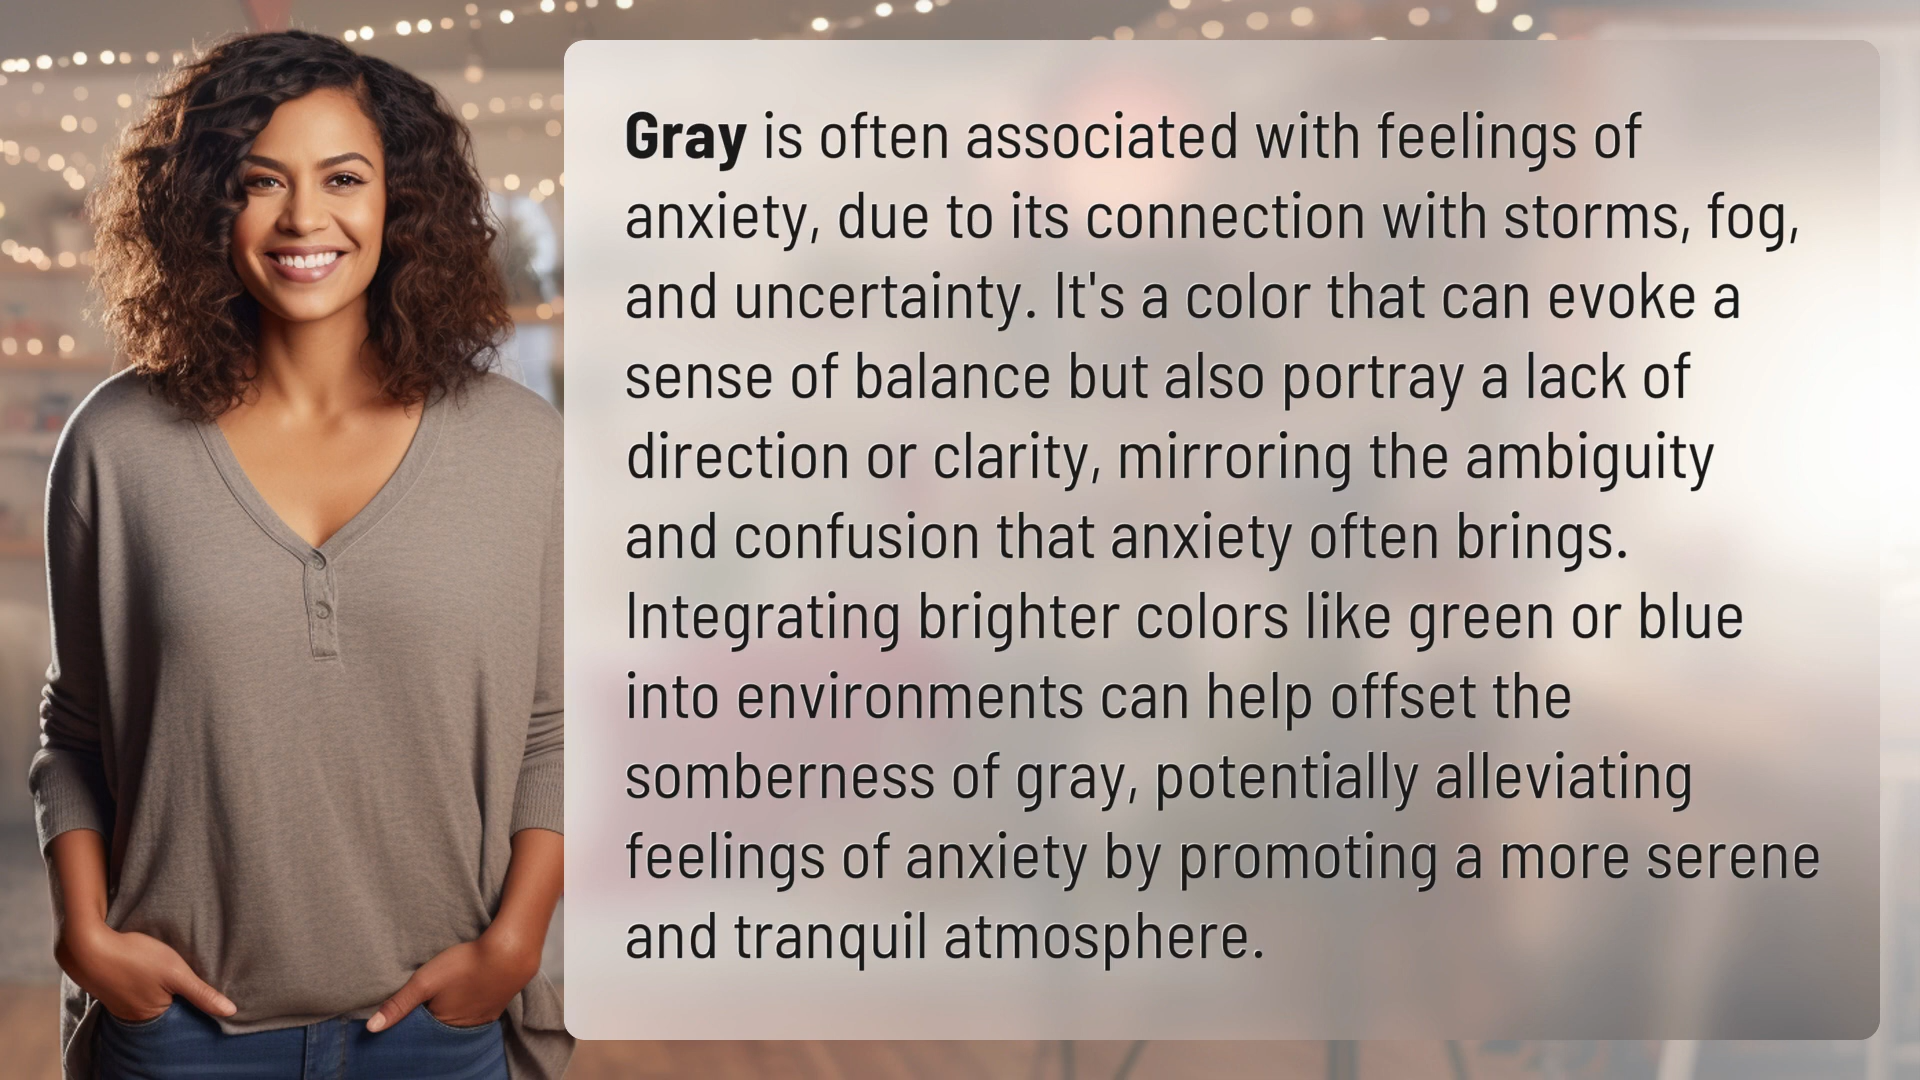 Gray is often associated with feelings of
anxiety, due to its connection with storms, fog,
and uncertainty. It's a color that can evoke a
sense of balance but also portray a lack of
direction or clarity, mirroring the ambiguity
and confusion that anxiety often brings.
Integrating brighter colors like green or blue
into environments can help offset the
somberness of gray, potentially alleviating
feelings of anxiety by promoting a more serene
and tranquil atmosphere.